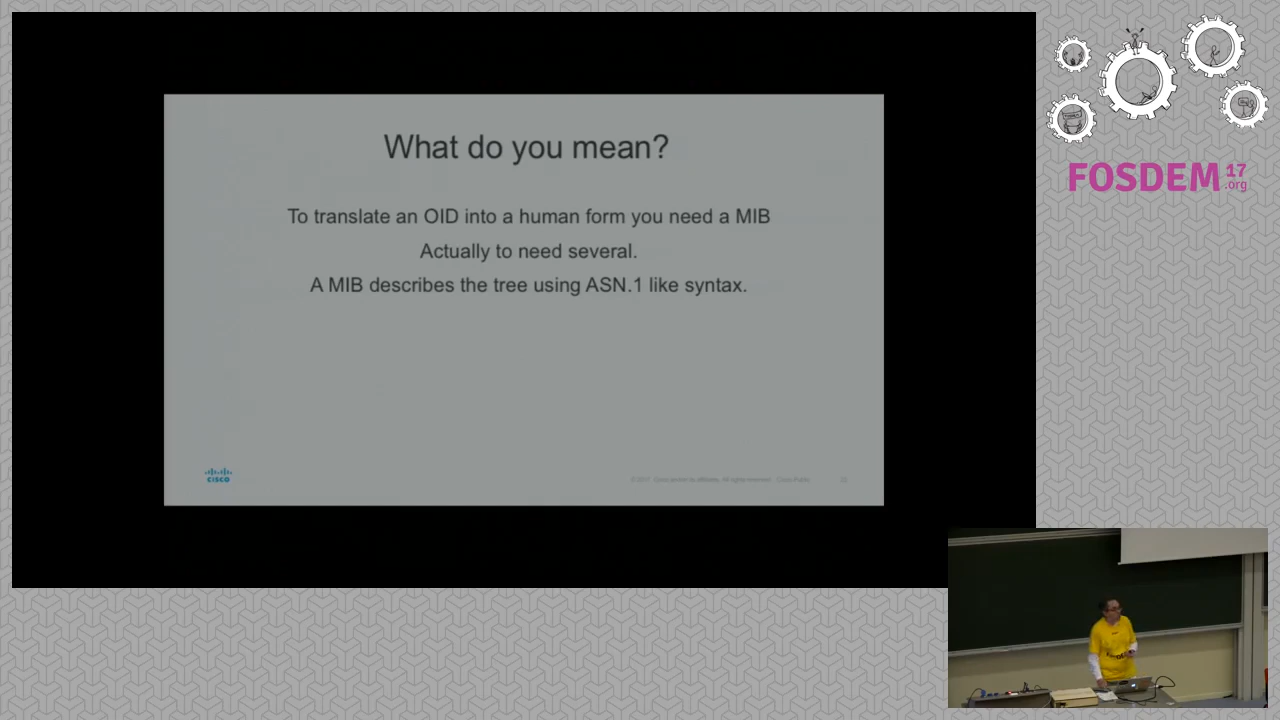 What do you mean?
To translate an OID into a human form you need a MIB
Actually to need several.
A MIB describes the tree using ASN.1 like syntax.
CISCO
FOSDEM 17
.org